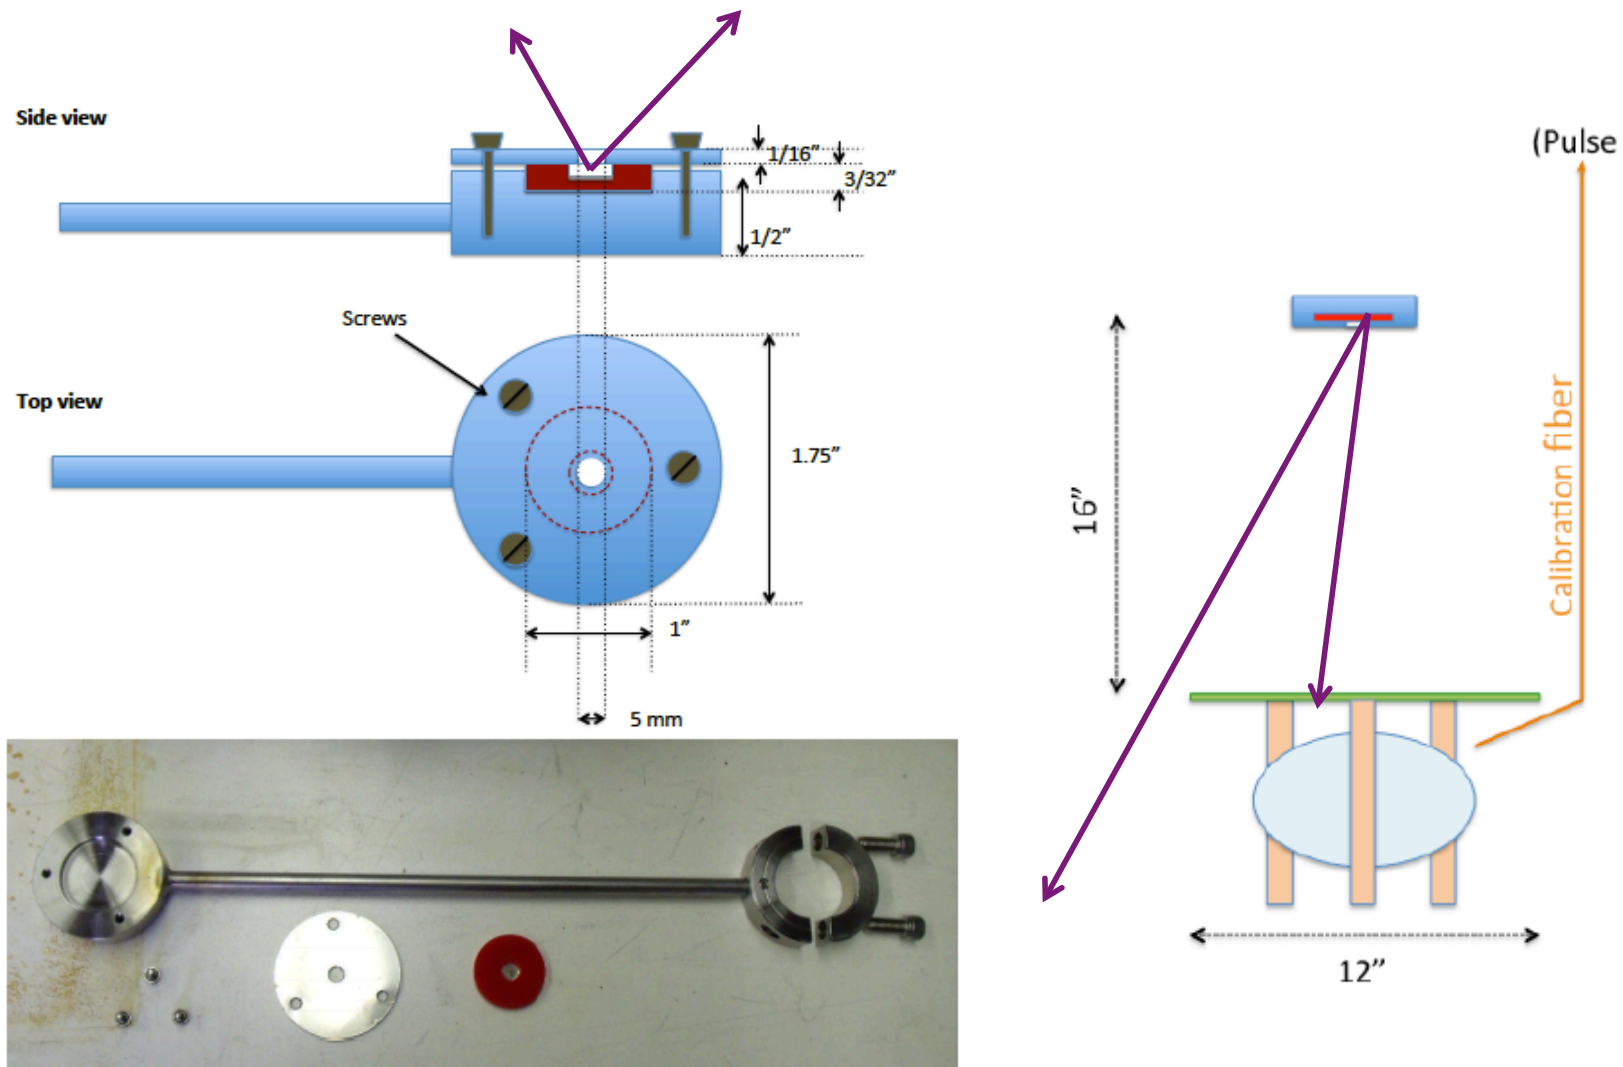 Side view
1/16”
3/32”
1/2”
Screws
Top view
1.75”
1”
5 mm
(Pulse
Calibration fiber
16”
12”